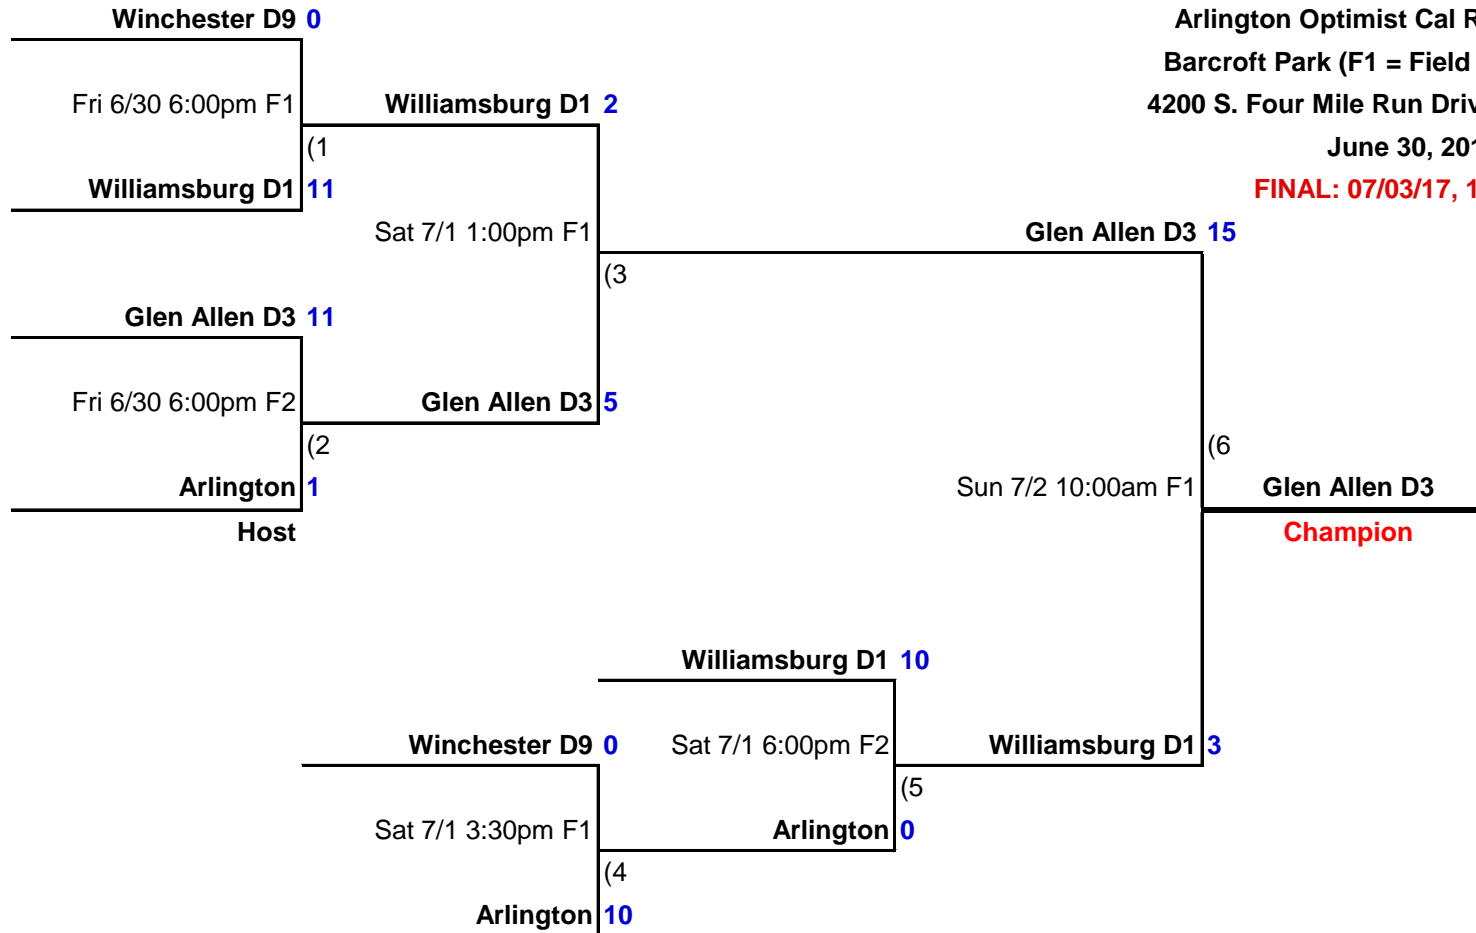 Winchester D9 0
Arlington Optimist Cal R
Barcroft Park (F1 = Field
Fri 6/30 6:00pm F1
Williamsburg D1 2
4200 S. Four Mile Run Driv
(1
June 30, 201
Williamsburg D1 11
FINAL: 07/03/17, 1
Sat 7/1 1:00pm F1
Glen Allen D3 15
(3
Glen Allen D3 11
Fri 6/30 6:00pm F2
Glen Allen D3 5
(2
(6
Arlington 1
Sun 7/2 10:00am F1
Glen Allen D3
Host
Champion
Williamsburg D1 10
Winchester D9 0
Sat 7/1 6:00pm F2
Williamsburg D1 3
(5
Sat 7/1 3:30pm F1
Arlington 0
(4
Arlington 10